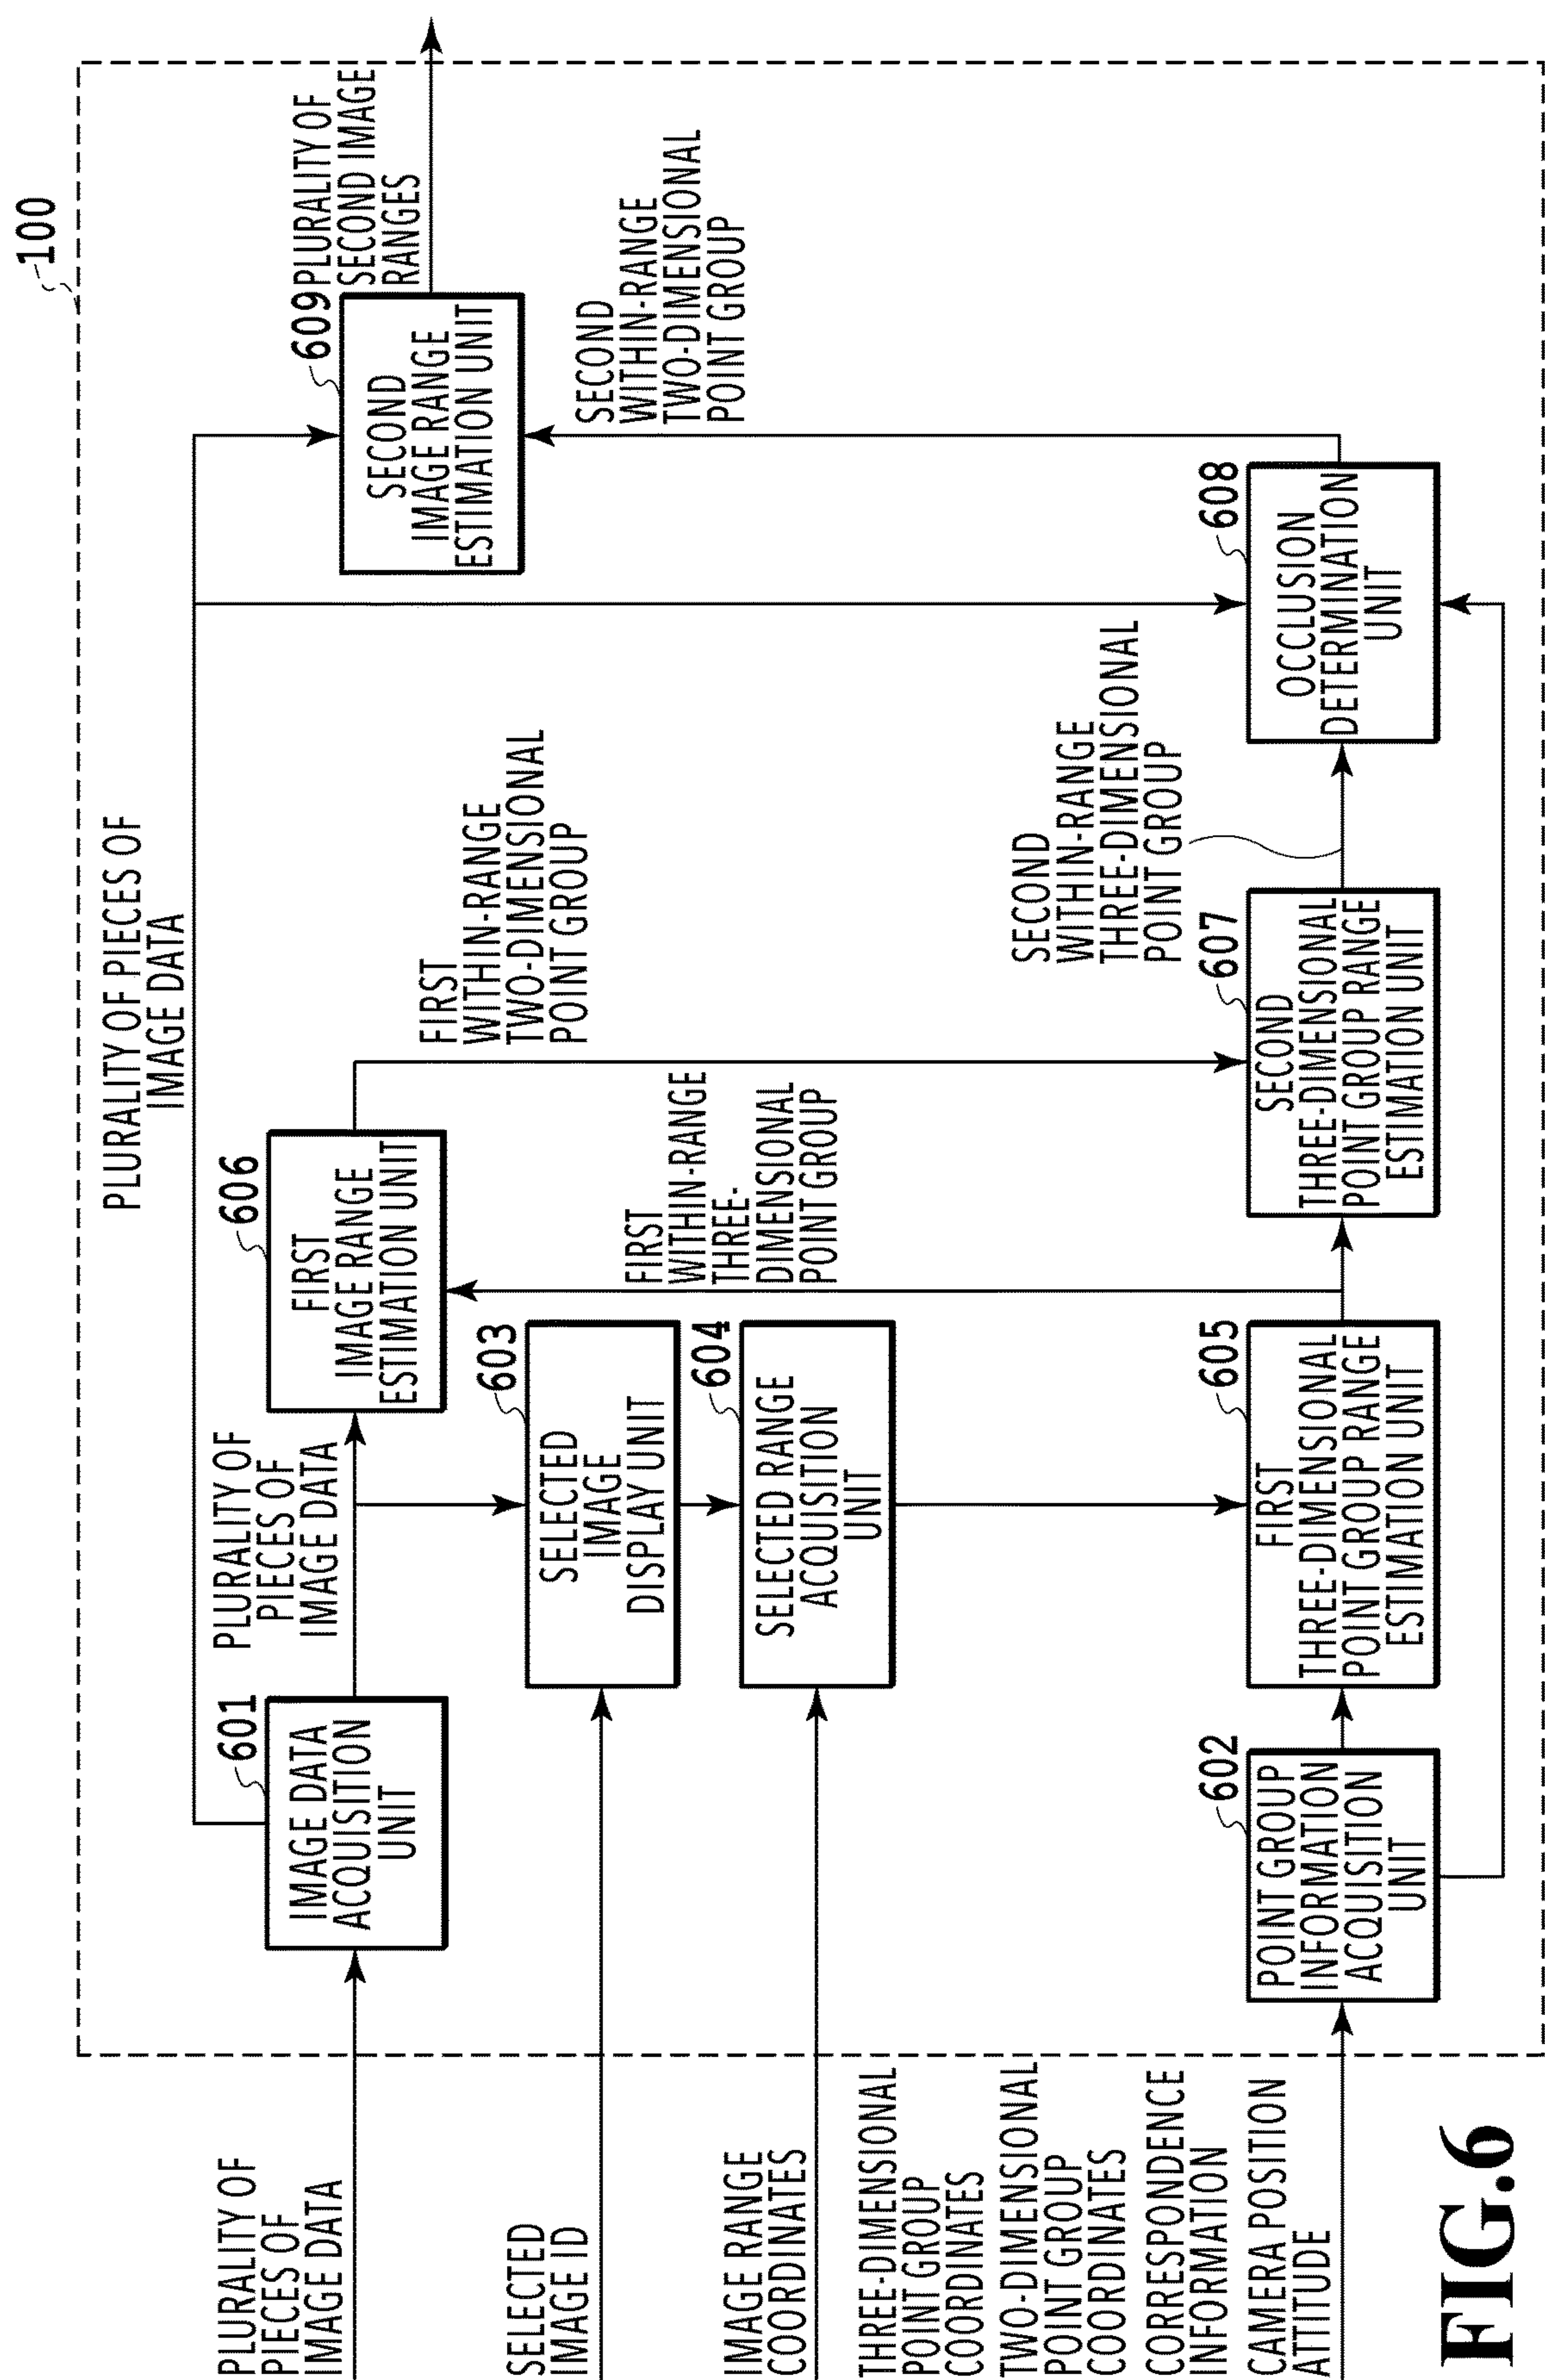 100
PLURALITY OF
PIECES OF
IMAGE DATA
SELECTED
IMAGE ID
IMAGE RANGE
COORDINATES
THREE-DIMENSIONAL
POINT GROUP
COORDINATES
TWO-DIMENSIONAL
POINT GROUP
COORDINATES
CORRESPONDENCE
INFORMATION
CAMERA POSITION
ATTITUDE
601
IMAGE DATA
ACQUISITION
UNIT
602
POINT GROUP
INFORMATION
ACQUISITION
UNIT
PLURALITY OF
PIECES OF
IMAGE DATA
603
SELECTED
IMAGE
DISPLAY UNIT
604
SELECTED RANGE
ACQUISITION
UNIT
605
FIRST
THREE-DIMENSIONAL
POINT GROUP RANGE
ESTIMATION UNIT
606
FIRST
IMAGE RANGE
ESTIMATION UNIT
FIRST
WITHIN-RANGE
THREE-
DIMENSIONAL
POINT GROUP
PLURALITY OF PIECES OF
IMAGE DATA
FIRST
WITHIN-RANGE
TWO-DIMENSIONAL
POINT GROUP
607
SECOND
THREE-DIMENSIONAL
POINT GROUP RANGE
ESTIMATION UNIT
SECOND
WITHIN-RANGE
THREE-DIMENSIONAL
POINT GROUP
608
OCCLUSION
DETERMINATION
UNIT
609
SECOND
IMAGE RANGE
ESTIMATION UNIT
SECOND
WITHIN-RANGE
TWO-DIMENSIONAL
POINT GROUP
PLURALITY OF
SECOND IMAGE
RANGES
FIG.6